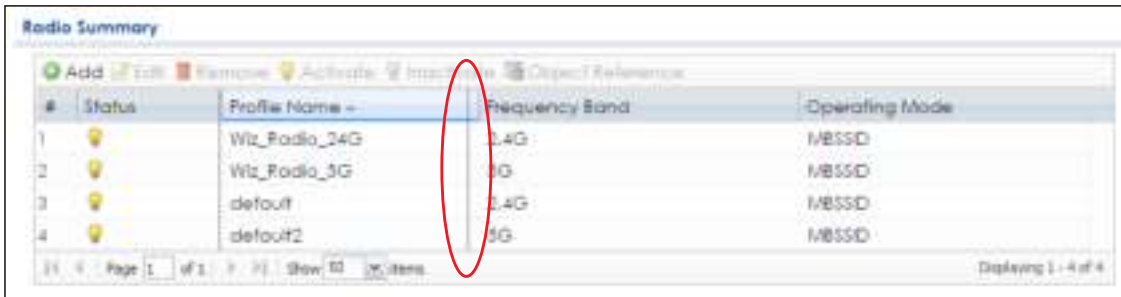 Radio Summary
Add Edit Remove Activate Inactivate Object Reference
# Status Profile Name Frequency Band Operating Mode
1 Wiz_Radio_24G 2.4G MBSSID
2 Wiz_Radio_5G 5G MBSSID
3 default 2.4G MBSSID
4 default2 5G MBSSID
Page 1 of 1 Show 50 items Displaying 1 - 4 of 4